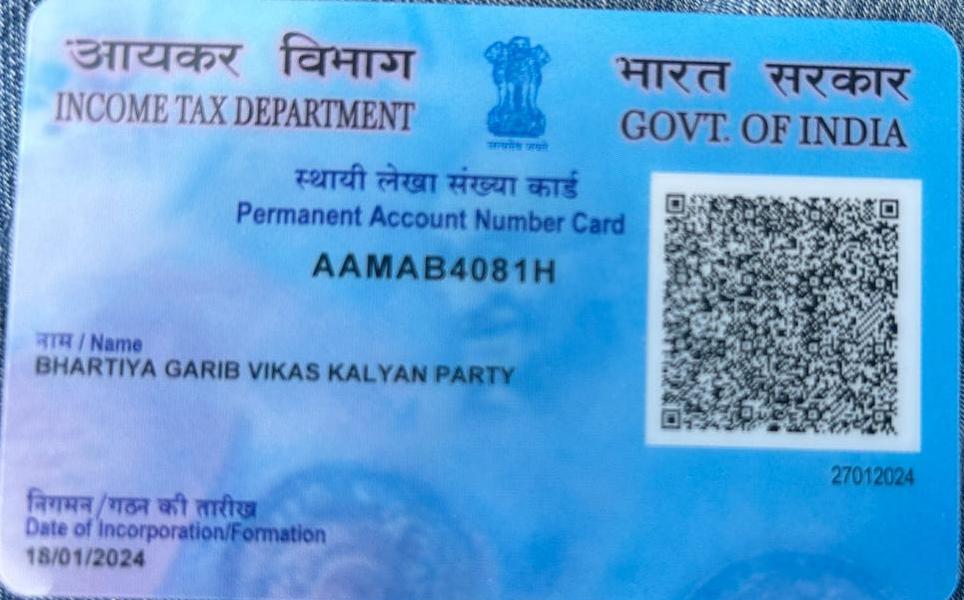 आयकर विभाग
INCOME TAX DEPARTMENT
भारत सरकार
GOVT. OF INDIA
सत्यमेव जयते
स्थायी लेखा संख्या कार्ड
Permanent Account Number Card
AAMAB4081H
नाम / Name
BHARTIYA GARIB VIKAS KALYAN PARTY
27012024
निगमन/गठन की तारीख
Date of Incorporation/Formation
18/01/2024